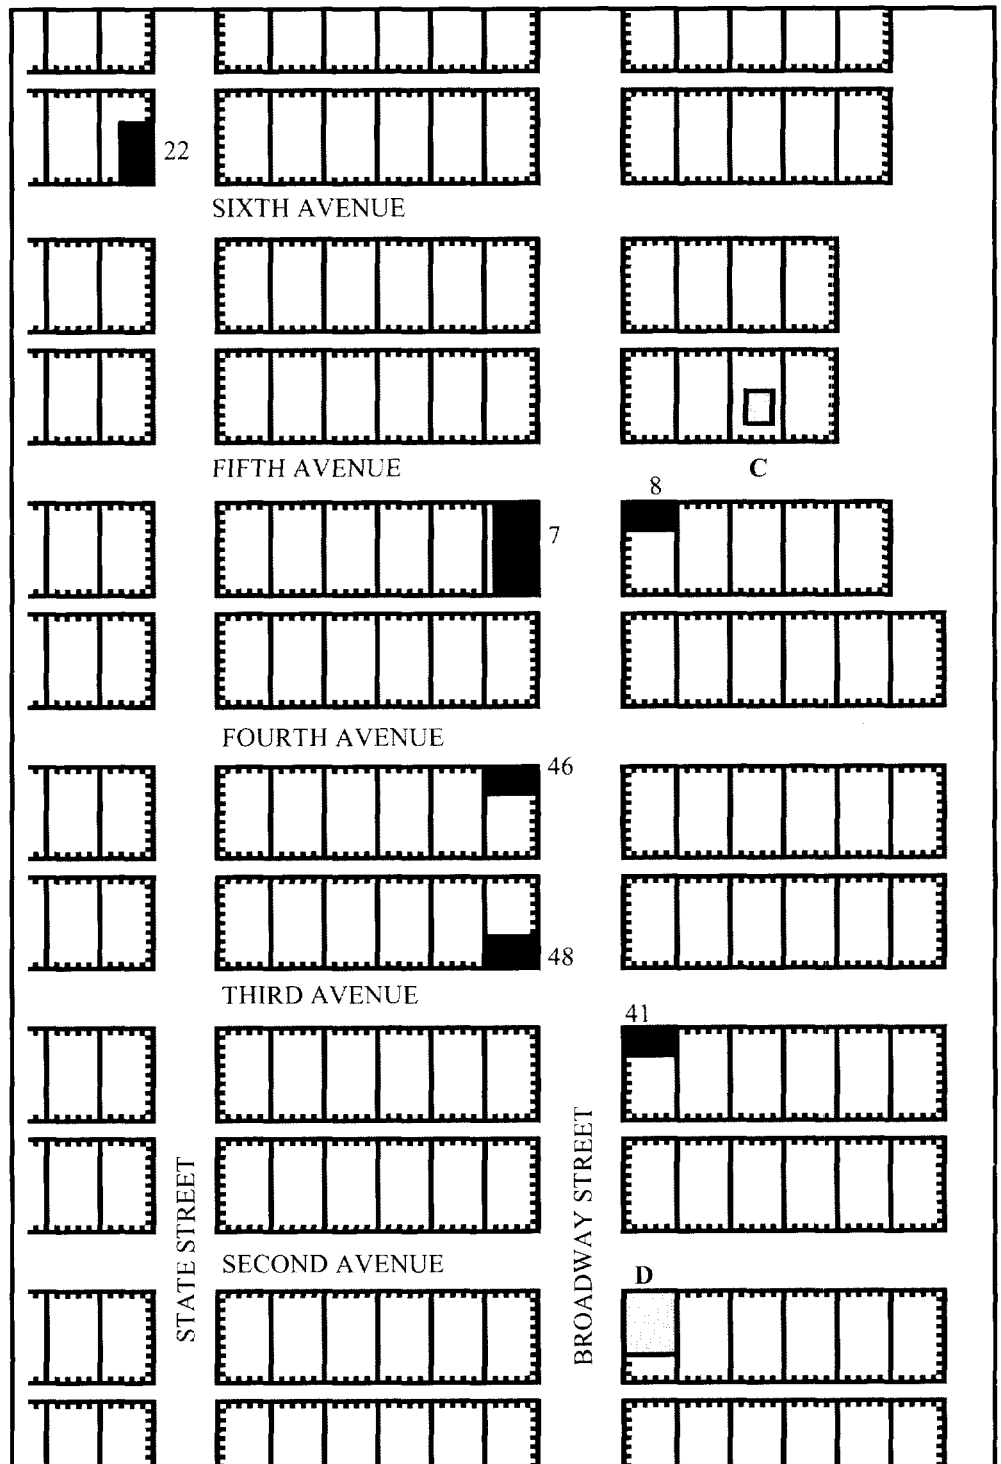 22
SIXTH AVENUE
FIFTH AVENUE
C
8
7
FOURTH AVENUE
46
48
THIRD AVENUE
41
STATE STREET
BROADWAY STREET
SECOND AVENUE
D